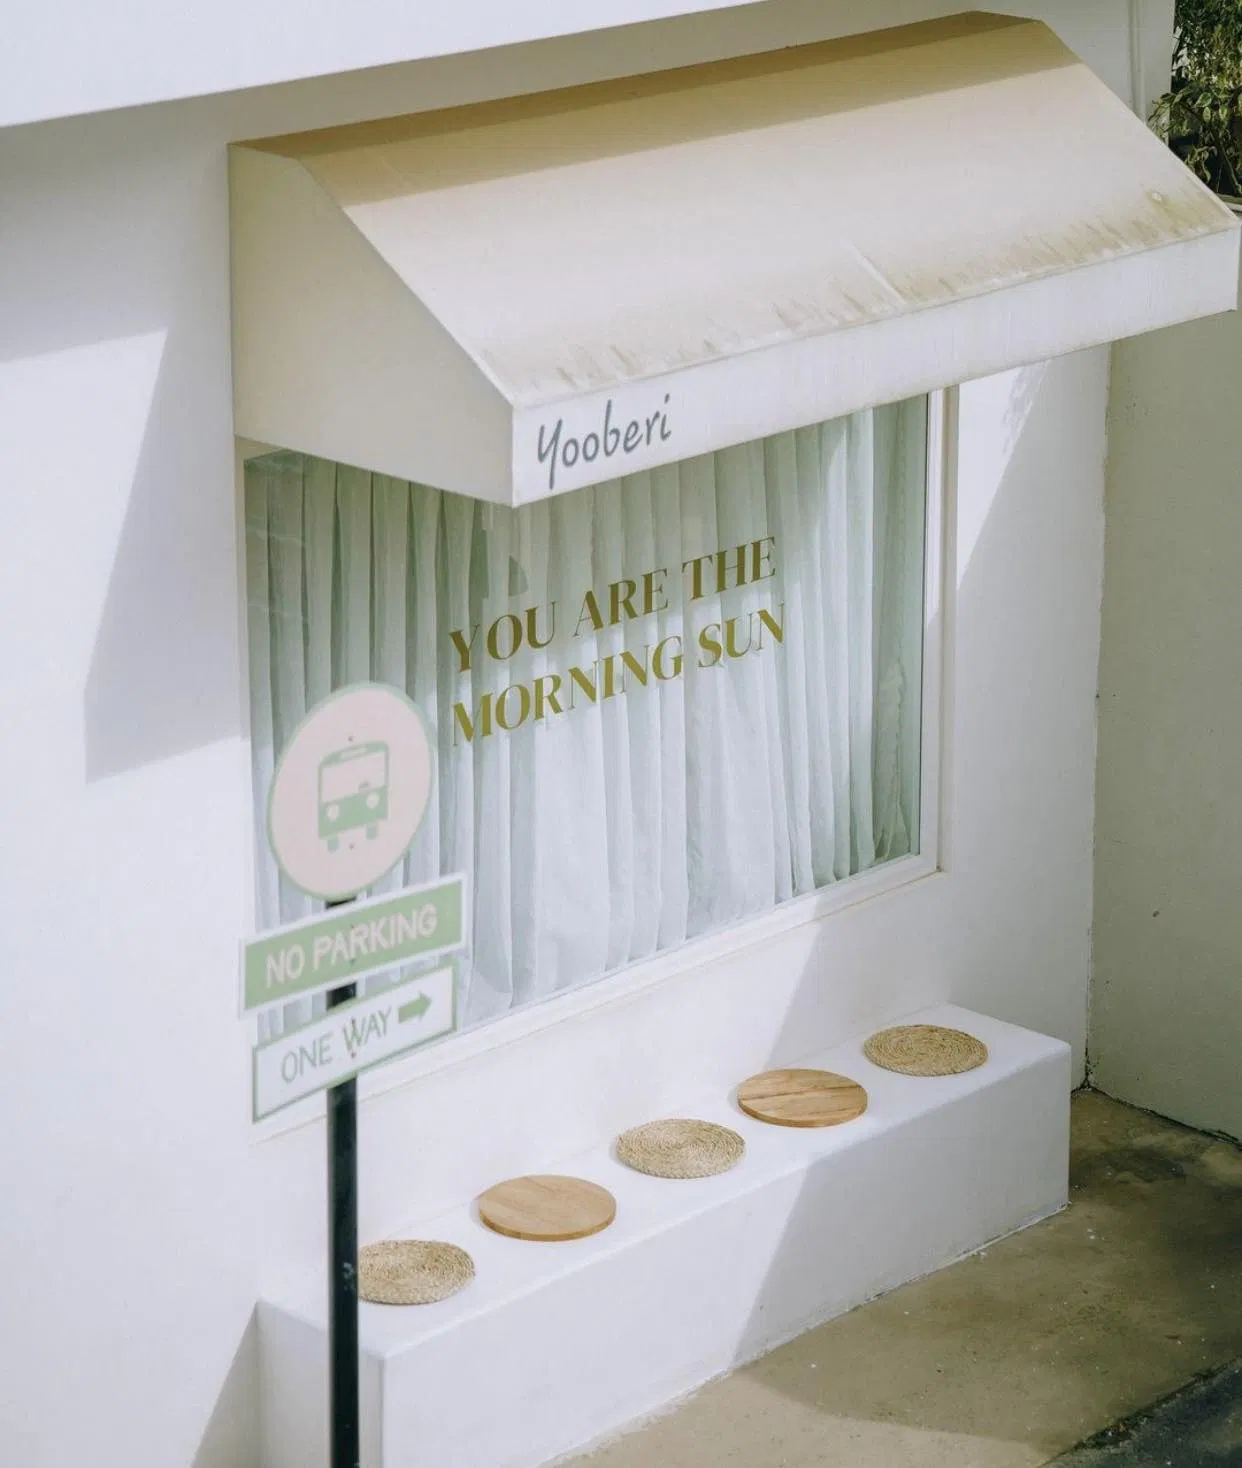 Yooberi
YOU ARE THE
MORNING SUN
NO PARKING
ONE WAY